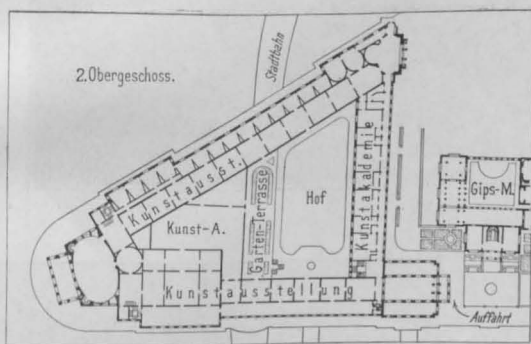 2. Obergeschoss.
Stadtbahn
Kunstausst.
Kunst-A.
Garten-Terrasse
Hof
Kunstakademie
Gips-M.
Kunstausstellung
Auffahrt